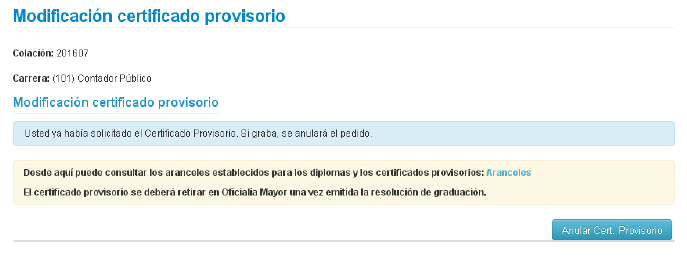 Modificación certificado provisorio
Colación: 201607
Carrera: (101) Contador Público
Modificación certificado provisorio
Usted ya había solicitado el Certificado Provisorio. Si graba, se anulará el pedido.
Desde aquí puede consultar los aranceles establecidos para los diplomas y los certificados provisorios: Aranceles
El certificado provisorio se deberá retirar en Oficialía Mayor una vez emitida la resolución de graduación.
Anular Cert. Provisorio